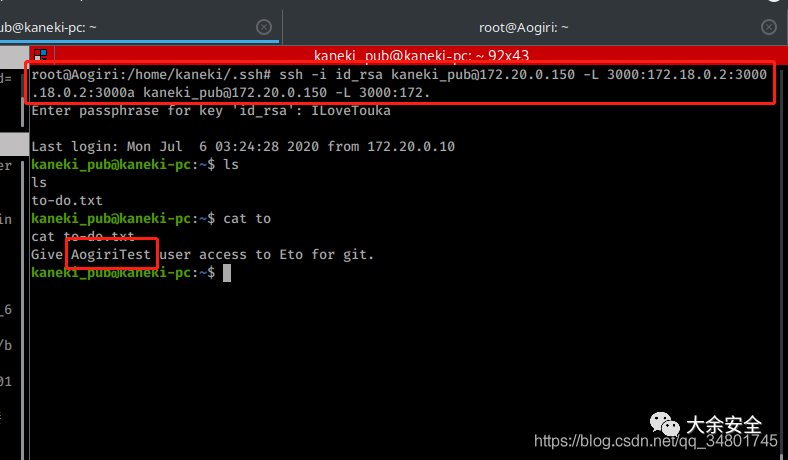 ub@kaneki-pc: ~
root@Aogiri: ~
kaneki_pub@kaneki-pc: ~ 92x43
d=
root@Aogiri:/home/kaneki/.ssh# ssh -i id_rsa kaneki_pub@172.20.0.150 -L 3000:172.18.0.2:3000
.18.0.2:3000a kaneki_pub@172.20.0.150 -L 3000:172.
Enter passphrase for key 'id_rsa': ILoveTouka
Last login: Mon Jul  6 03:24:28 2020 from 172.20.0.10
er
kaneki_pub@kaneki-pc:~$ ls
ls
to-do.txt
in
kaneki_pub@kaneki-pc:~$ cat to
cat to-do.txt
Give AogiriTest user access to Eto for git.
kaneki_pub@kaneki-pc:~$
_6
/b
01
大余安全
https://blog.csdn.net/qq_34801745